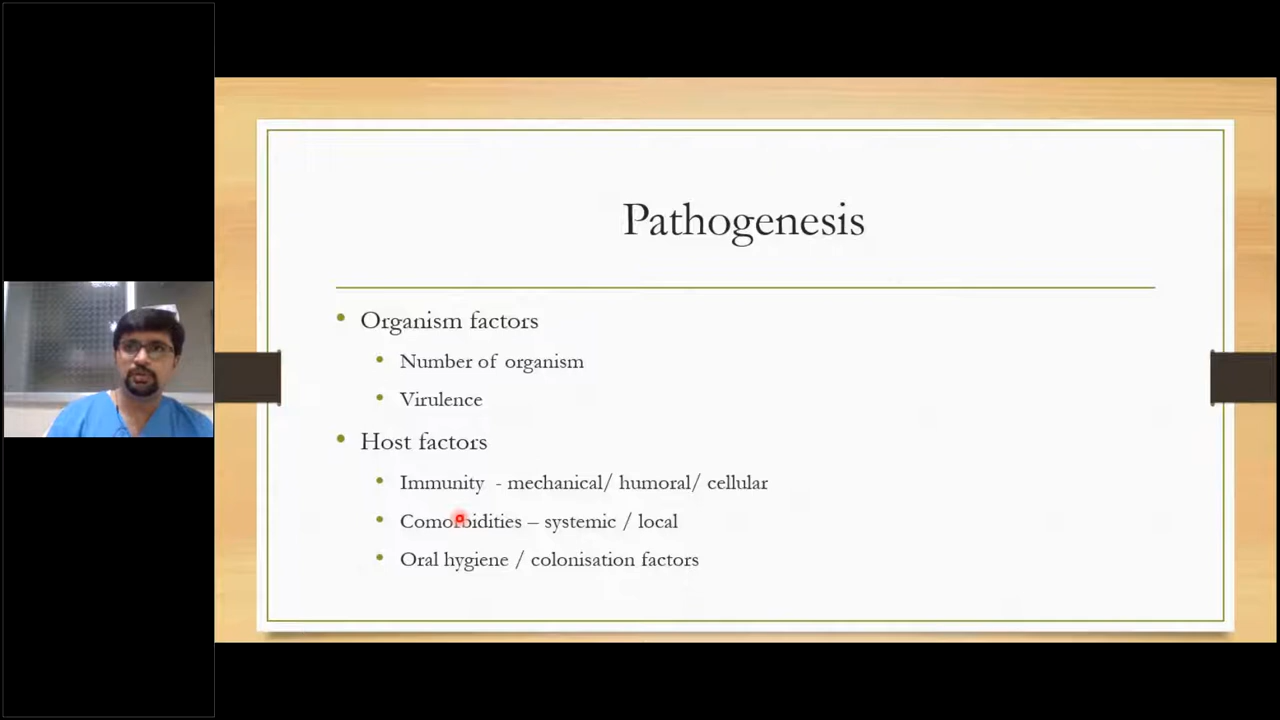 Pathogenesis
Organism factors
Number of organism
Virulence
Host factors
Immunity - mechanical/ humoral/ cellular
Comorbidities – systemic / local
Oral hygiene / colonisation factors